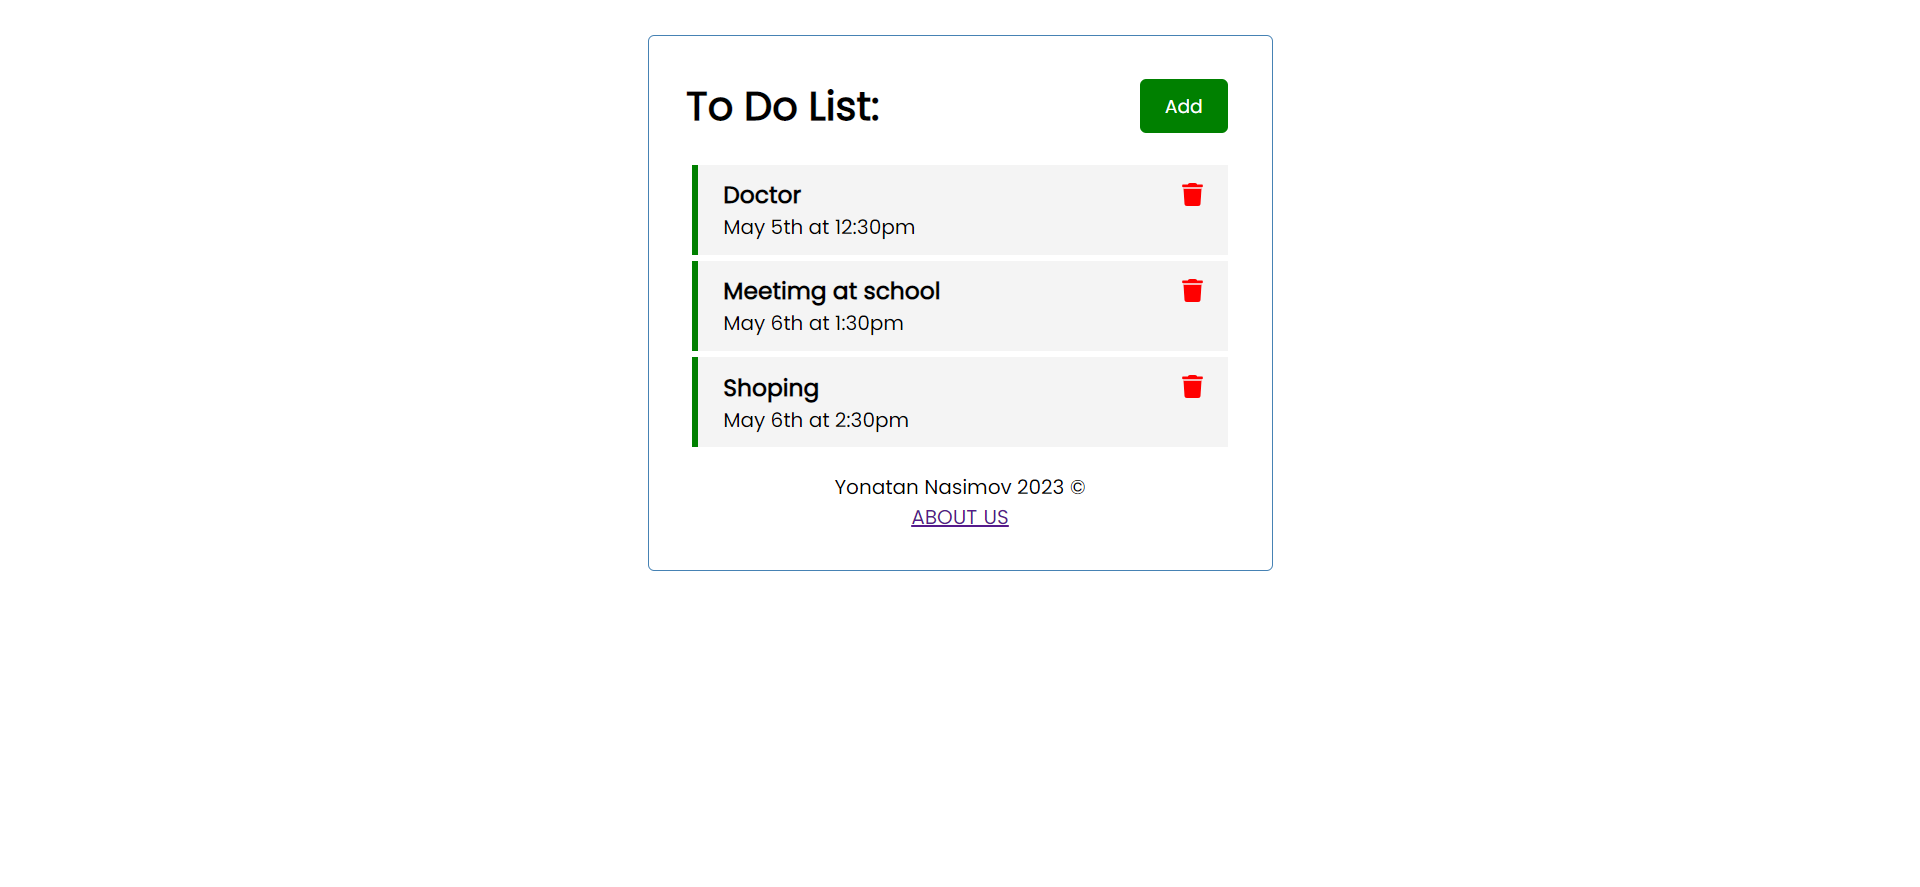 To Do List:
Add
Doctor
May 5th at 12:30pm
Meetimg at school
May 6th at 1:30pm
Shoping
May 6th at 2:30pm
Yonatan Nasimov 2023 ©
ABOUT US